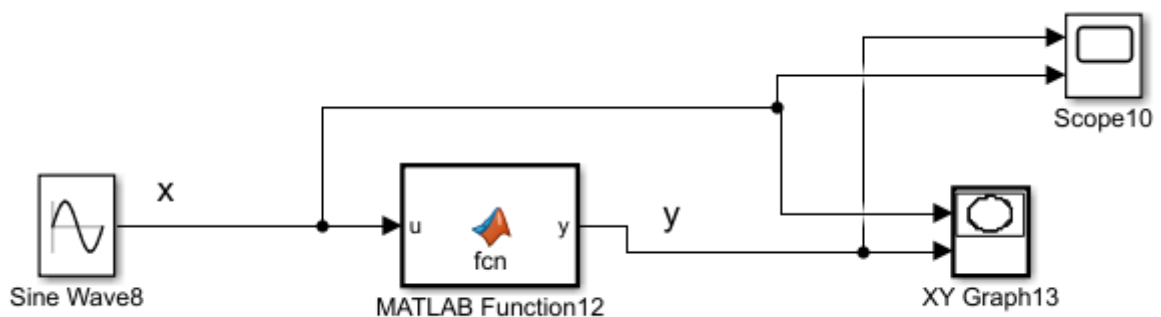 Scope10
x
y
u
y
fcn
Sine Wave8
MATLAB Function12
XY Graph13